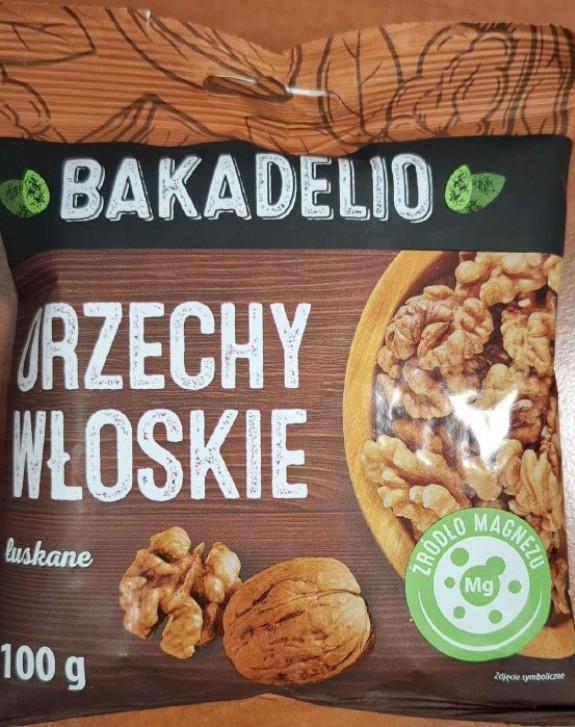 BAKADELIO
ORZECHY
WŁOSKIE
łuskane
100 g
ŹRÓDŁO MAGNEZU
Mg
Zdjęcie symboliczne